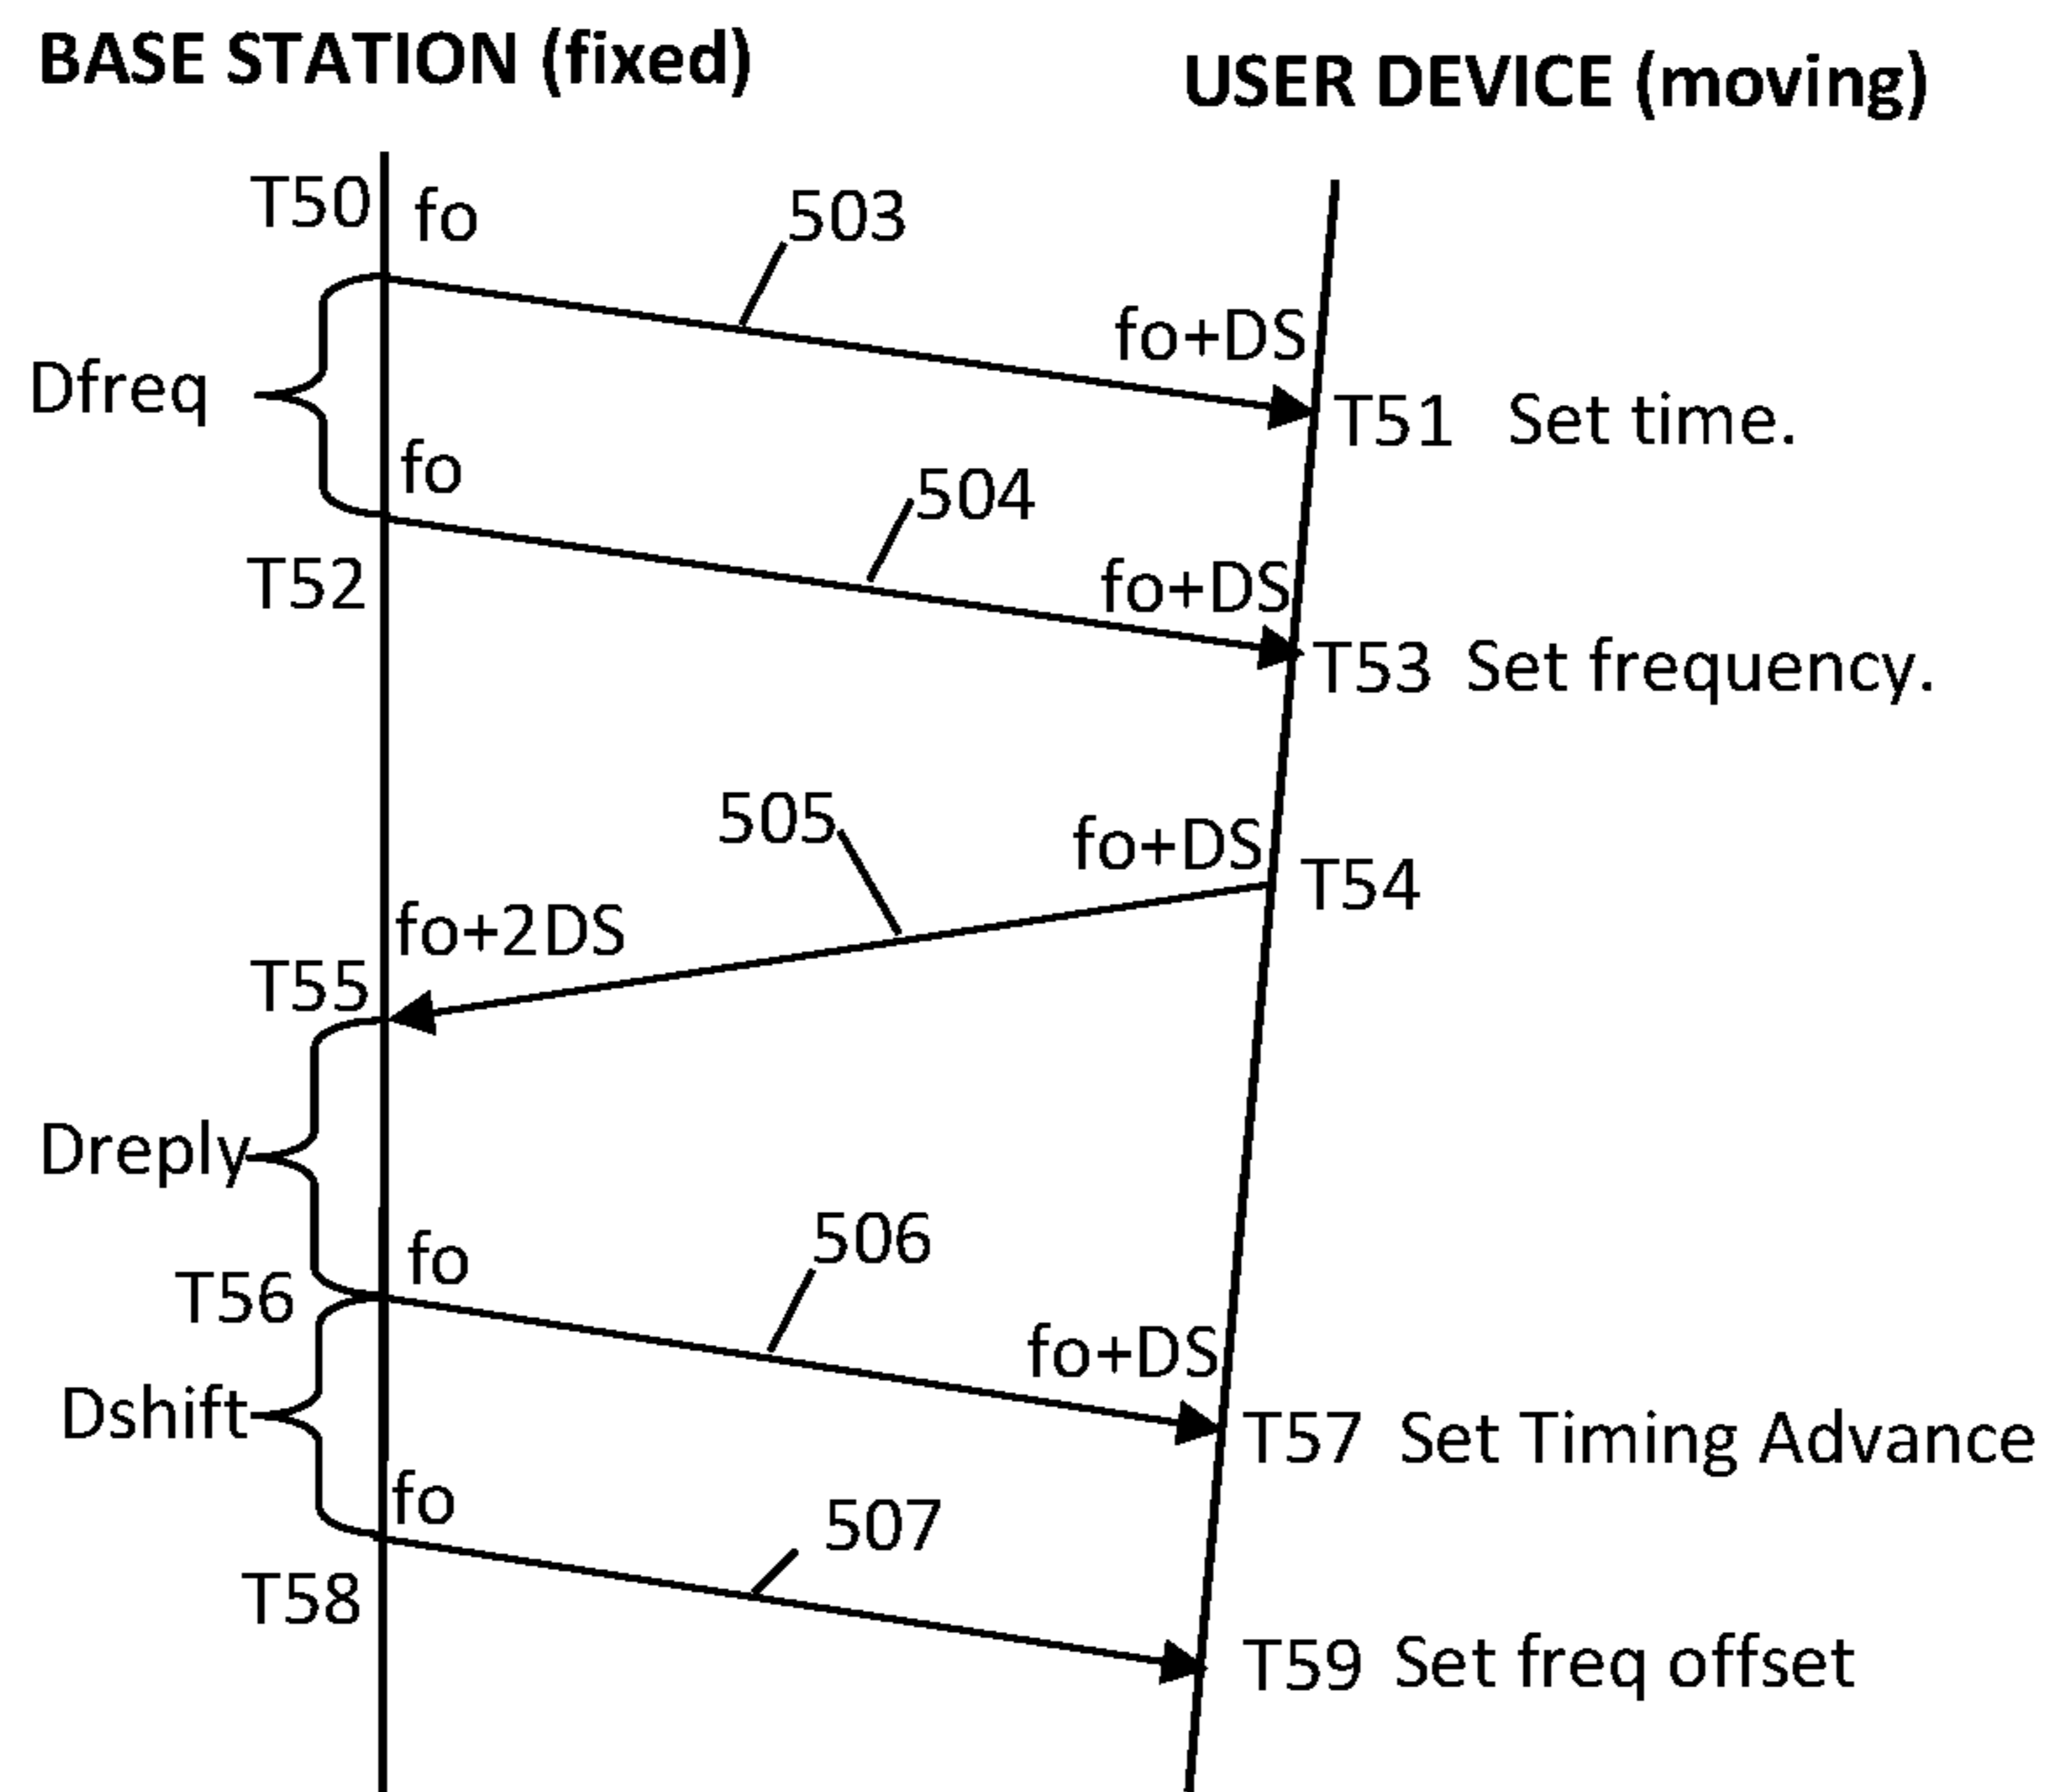 BASE STATION (fixed)
USER DEVICE (moving)
T50 fo
503
fo+DS
Dfreq
T51 Set time.
fo
504
T52
fo+DS
T53 Set frequency.
505
fo+DS
T54
fo+2DS
T55
Dreply
506
fo
T56
fo+DS
Dshift
T57 Set Timing Advance
fo
507
T58
T59 Set freq offset